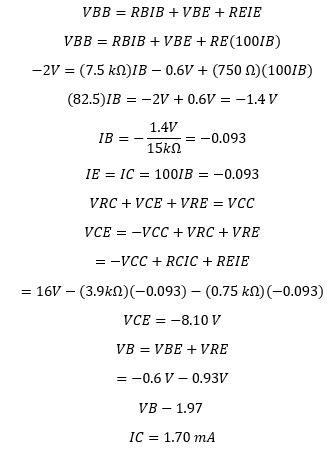 VBB = RBIB + VBE + REIE
VBB = RBIB + VBE + RE(100IB)
−2V = (7.5 kΩ)IB − 0.6V + (750 Ω)(100IB)
(82.5)IB = −2V + 0.6V = −1.4 V
IB = − 1.4V / 15kΩ = −0.093
IE = IC = 100IB = −0.093
VRC + VCE + VRE = VCC
VCE = −VCC + VRC + VRE
= −VCC + RCIC + REIE
= 16V − (3.9kΩ)(−0.093) − (0.75 kΩ)(−0.093)
VCE = −8.10 V
VB = VBE + VRE
= −0.6 V − 0.93V
VB − 1.97
IC = 1.70 mA